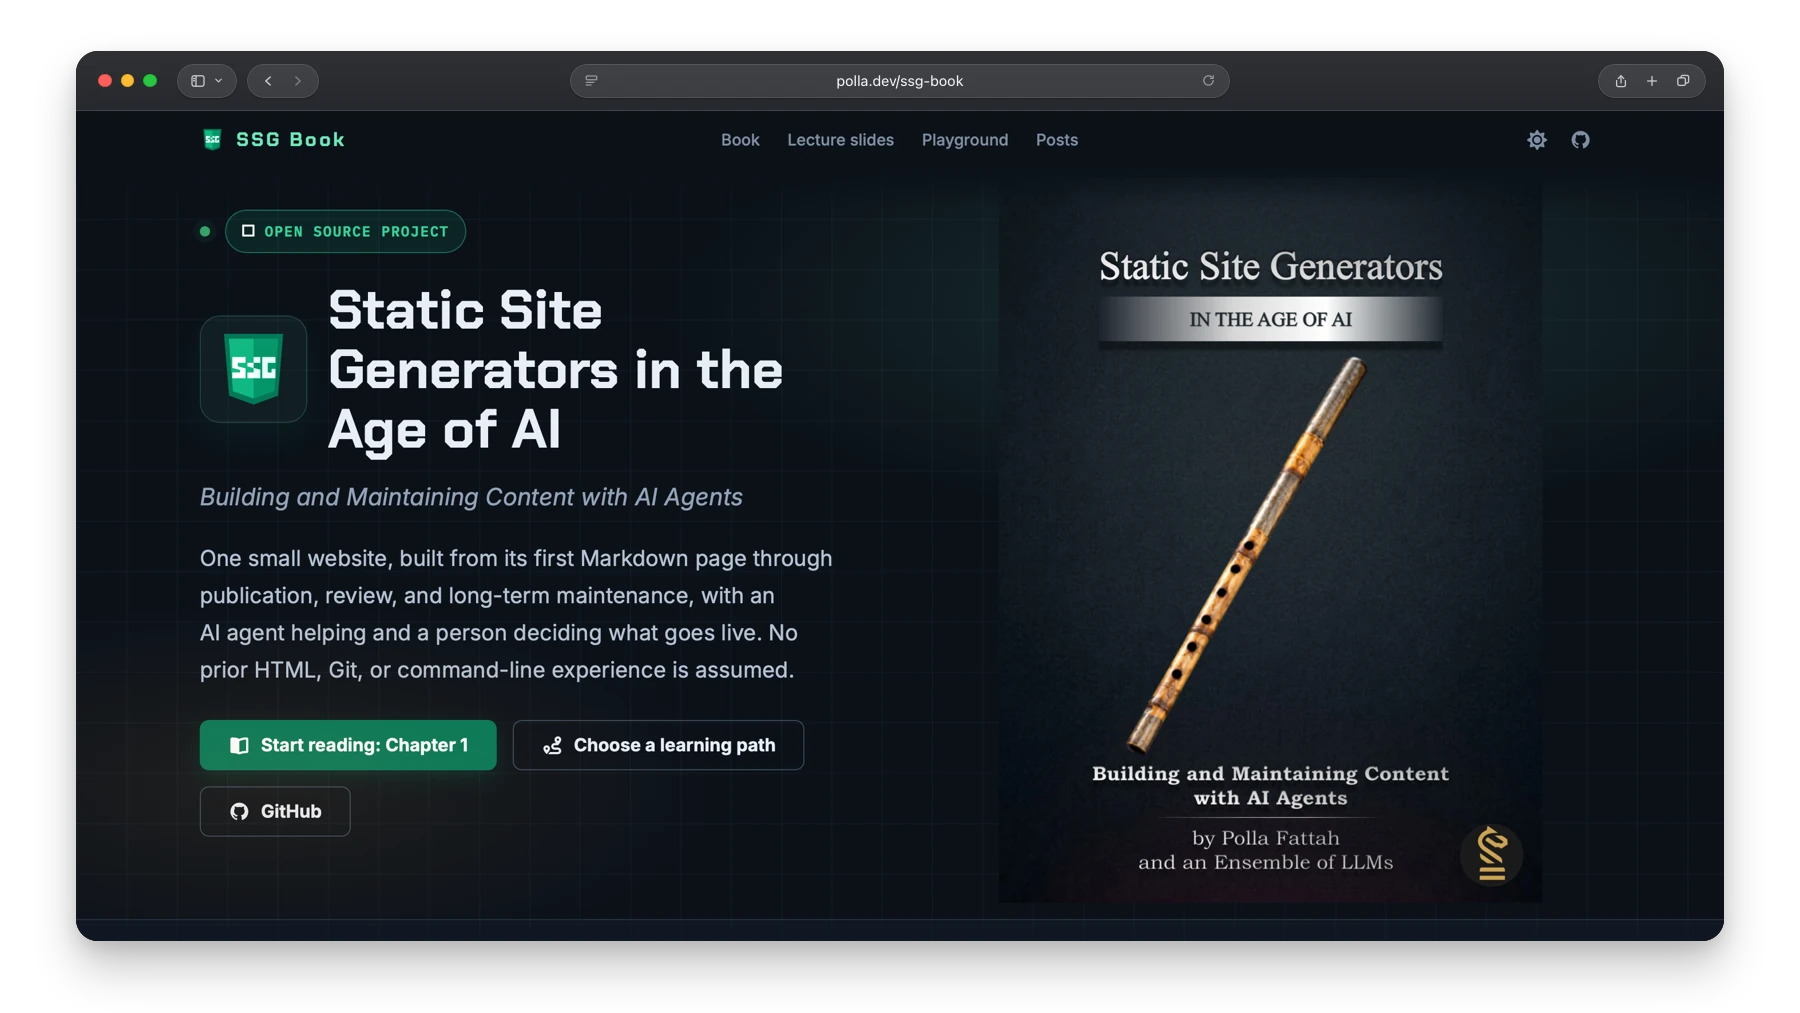 polla.dev/ssg-book
SSG
SSG Book
Book
Lecture slides
Playground
Posts
OPEN SOURCE PROJECT
SSG
Static Site
Generators in the
Age of AI
Building and Maintaining Content with AI Agents
One small website, built from its first Markdown page through
publication, review, and long-term maintenance, with an
AI agent helping and a person deciding what goes live. No
prior HTML, Git, or command-line experience is assumed.
Start reading: Chapter 1
Choose a learning path
GitHub
Static Site Generators
IN THE AGE OF AI
Building and Maintaining Content
with AI Agents
by Polla Fattah
and an Ensemble of LLMs